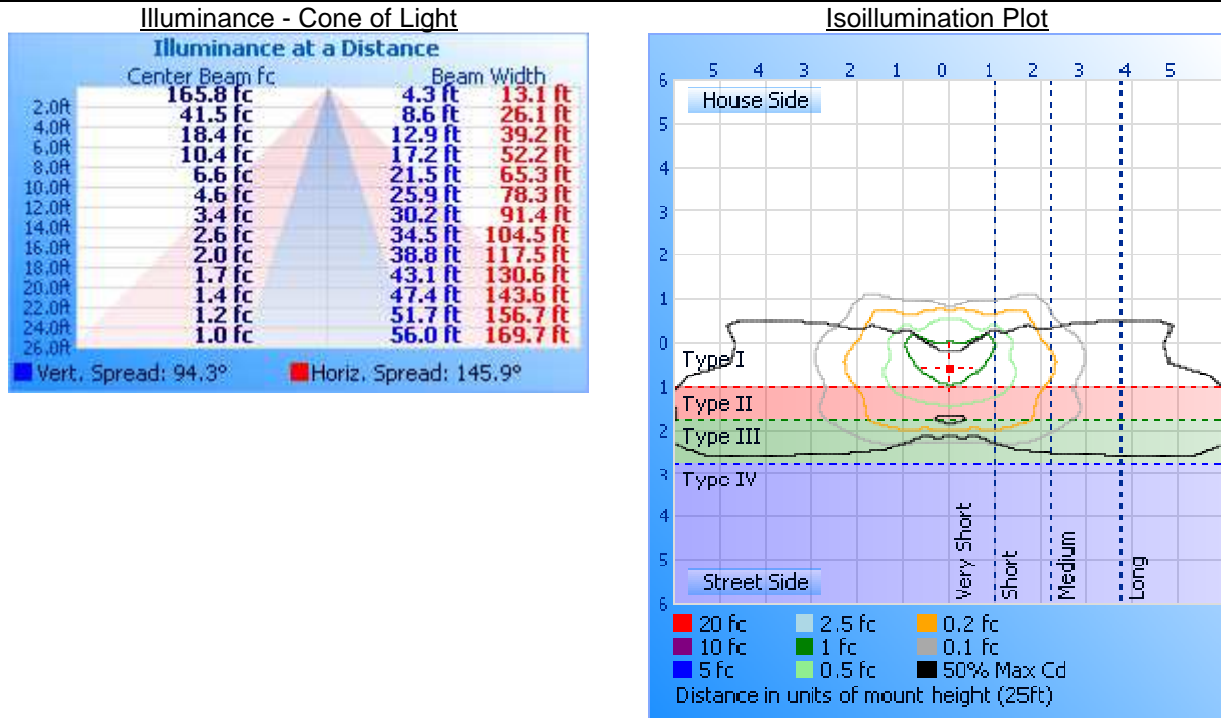 Illuminance - Cone of Light
Illuminance at a Distance
Center Beam fc Beam Width
2.0ft 165.8 fc 4.3 ft 13.1 ft
4.0ft 41.5 fc 8.6 ft 26.1 ft
6.0ft 18.4 fc 12.9 ft 39.2 ft
8.0ft 10.4 fc 17.2 ft 52.2 ft
10.0ft 6.6 fc 21.5 ft 65.3 ft
12.0ft 4.6 fc 25.9 ft 78.3 ft
14.0ft 3.4 fc 30.2 ft 91.4 ft
16.0ft 2.6 fc 34.5 ft 104.5 ft
18.0ft 2.0 fc 38.8 ft 117.5 ft
20.0ft 1.7 fc 43.1 ft 130.6 ft
22.0ft 1.4 fc 47.4 ft 143.6 ft
24.0ft 1.2 fc 51.7 ft 156.7 ft
26.0ft 1.0 fc 56.0 ft 169.7 ft
Vert. Spread: 94.3° Horiz. Spread: 145.9°
Isoillumination Plot
5 4 3 2 1 0 1 2 3 4 5
6
House Side
5
4
3
2
1
0
Type I
1
Type II
2
Type III
3
Type IV
4
5
6
Very Short
Short
Medium
Long
Street Side
20 fc 2.5 fc 0.2 fc
10 fc 1 fc 0.1 fc
5 fc 0.5 fc 50% Max Cd
Distance in units of mount height (25ft)